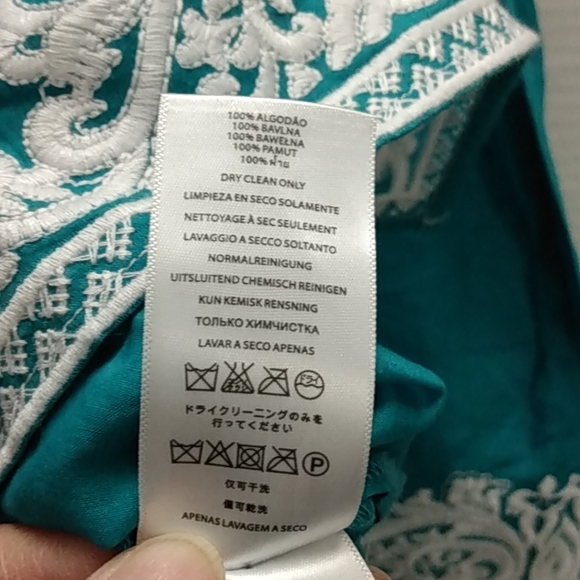 100% ALGODÃO
100% BAVLNA
100% BAWEŁNA
100% PAMUT
100% ฝ้าย
DRY CLEAN ONLY
LIMPIEZA EN SECO SOLAMENTE
NETTOYAGE À SEC SEULEMENT
LAVAGGIO A SECCO SOLTANTO
NORMALREINIGUNG
UITSLUITEND CHEMISCH REINIGEN
KUN KEMISK RENSNING
ТОЛЬКО ХИМЧИСТКА
LAVAR A SECO APENAS
ドライ
ドライクリーニングのみを
行ってください
P
仅可干洗
僅可乾洗
APENAS LAVAGEM A SECO